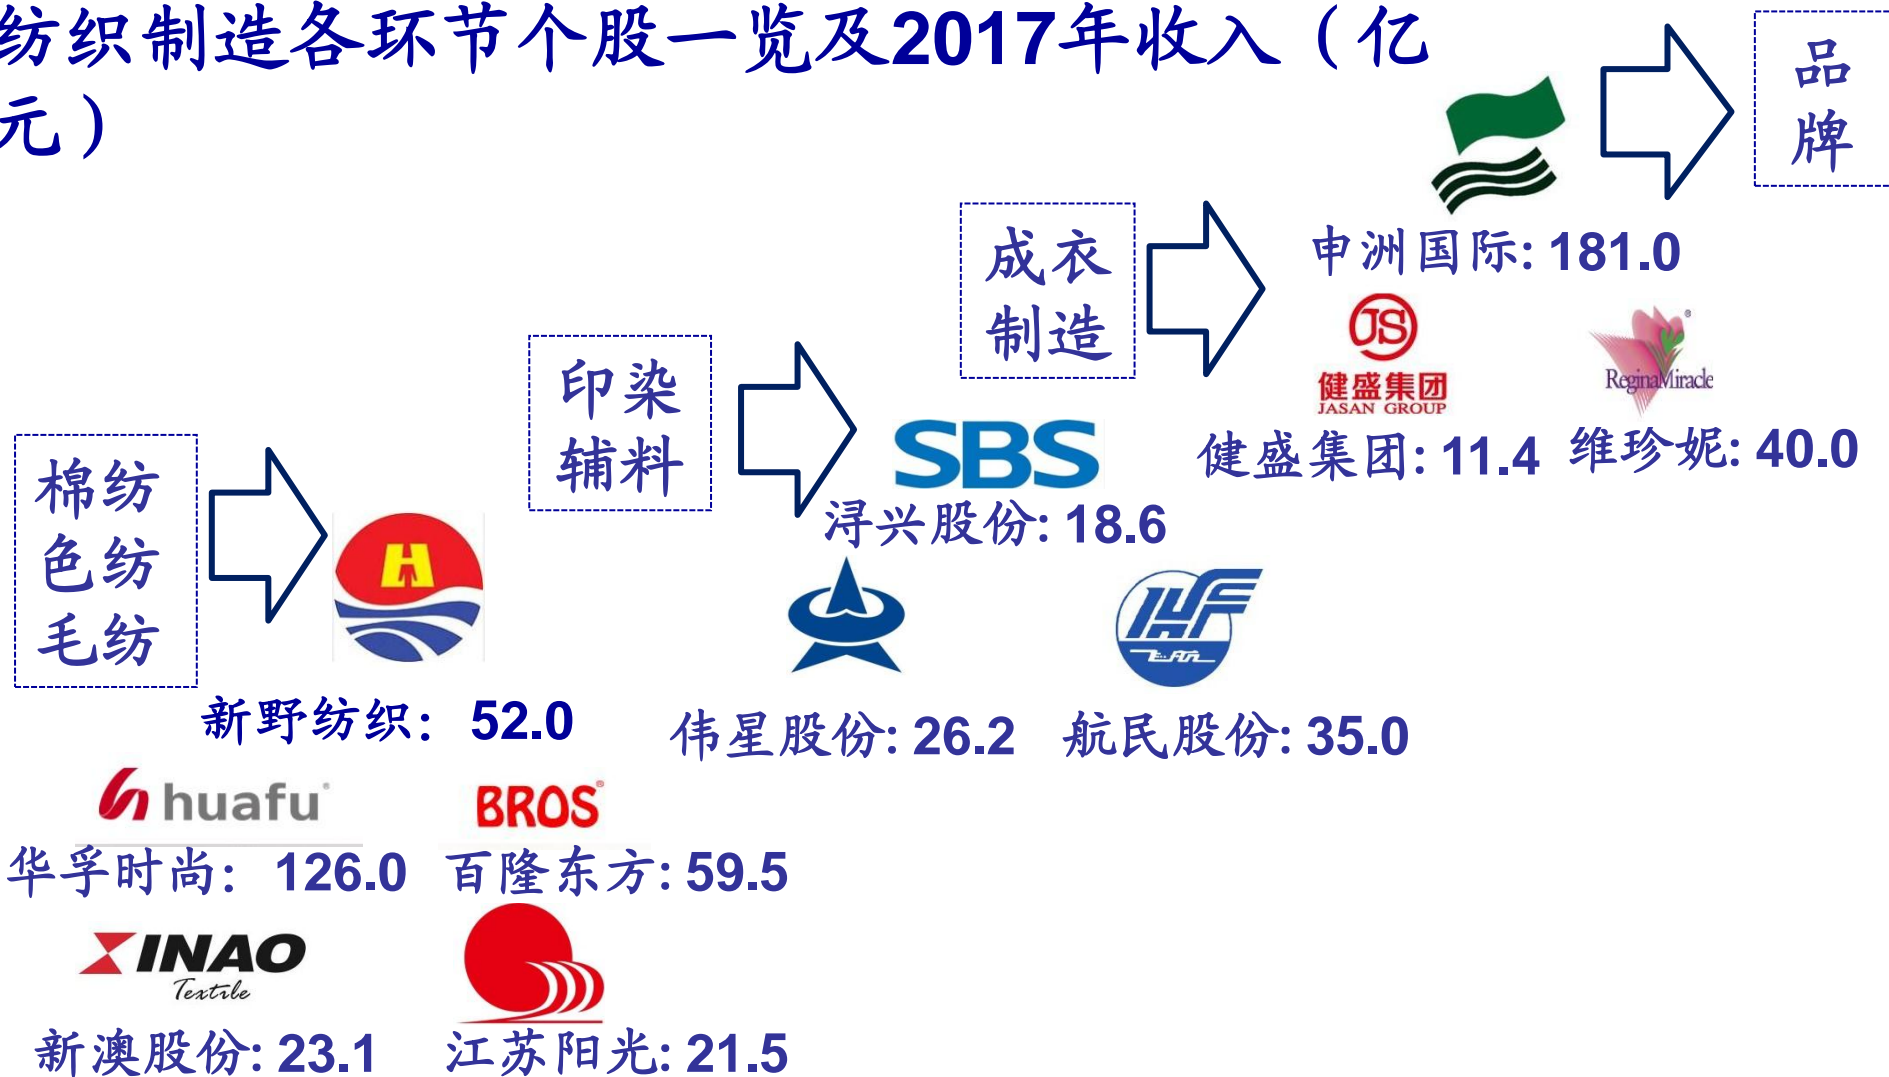 纺织制造各环节个股一览及2017年收入（亿
元）
品
牌
成衣
制造
申洲国际: 181.0
JS
健盛集团
JASAN GROUP
ReginaMiracle
健盛集团: 11.4
维珍妮: 40.0
印染
辅料
SBS
浔兴股份: 18.6
伟星股份: 26.2
航民股份: 35.0
棉纺
色纺
毛纺
新野纺织: 52.0
huafu
华孚时尚: 126.0
BROS
百隆东方: 59.5
XINAO
Textile
新澳股份: 23.1
江苏阳光: 21.5